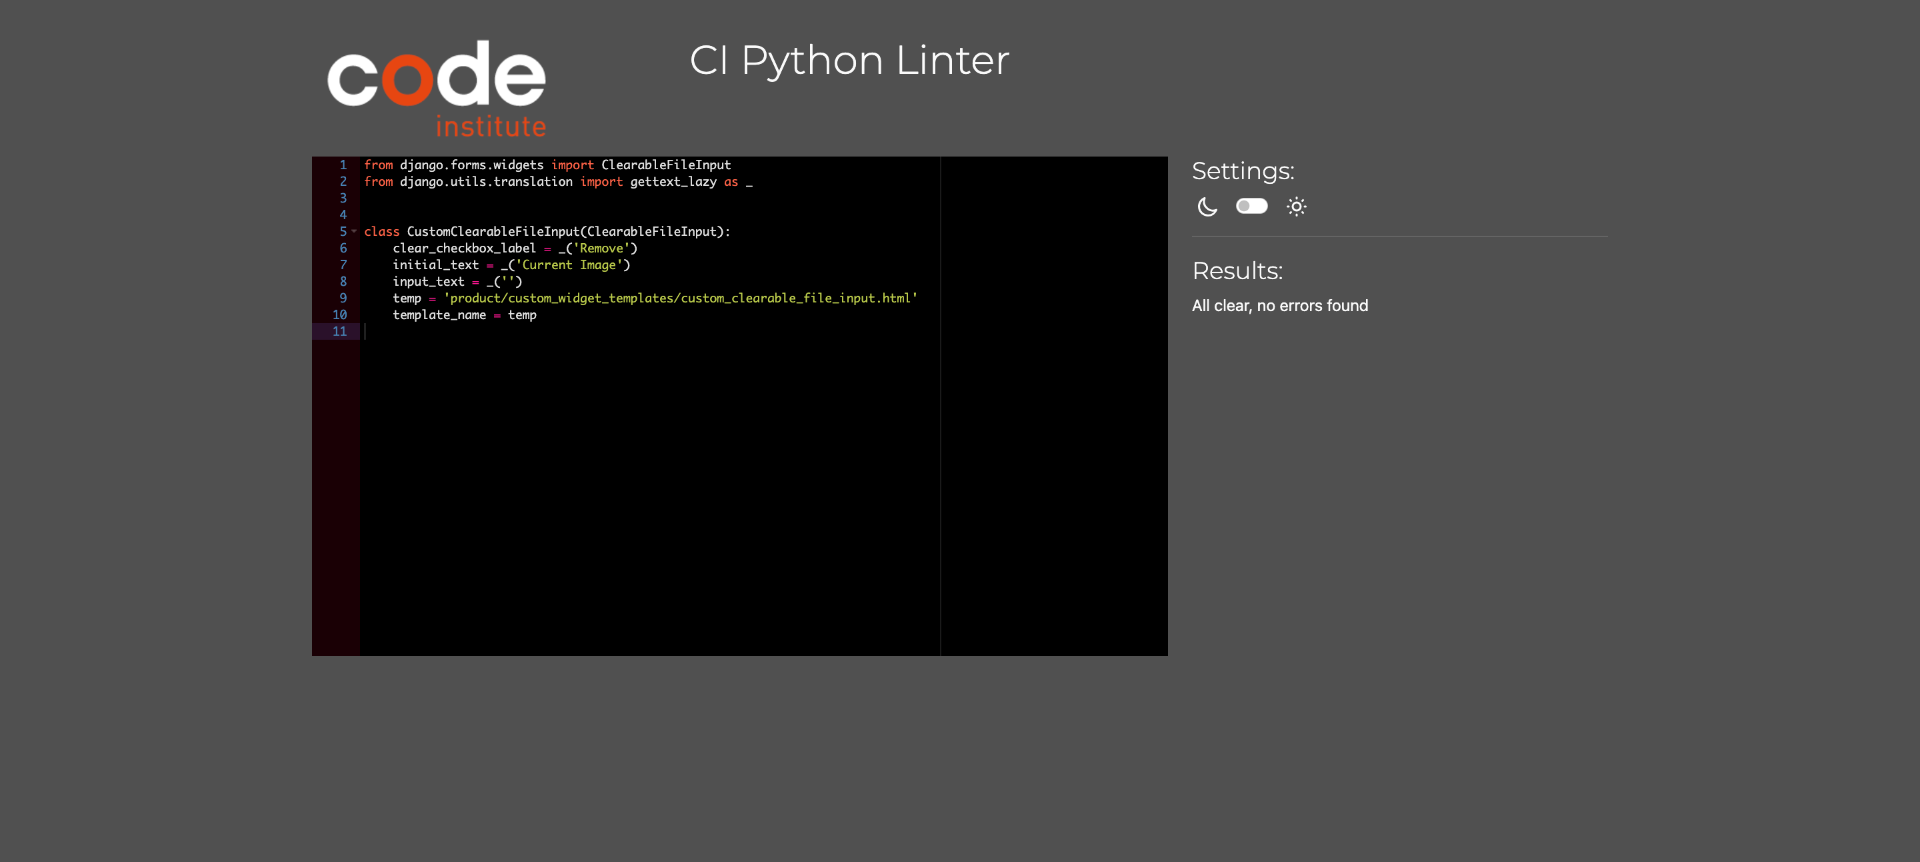 code
institute
CI Python Linter
1 from django.forms.widgets import ClearableFileInput
2 from django.utils.translation import gettext_lazy as _
3
4
5 class CustomClearableFileInput(ClearableFileInput):
6     clear_checkbox_label = _('Remove')
7     initial_text = _('Current Image')
8     input_text = _('')
9     temp = 'product/custom_widget_templates/custom_clearable_file_input.html'
10     template_name = temp
11
Settings:
Results:
All clear, no errors found